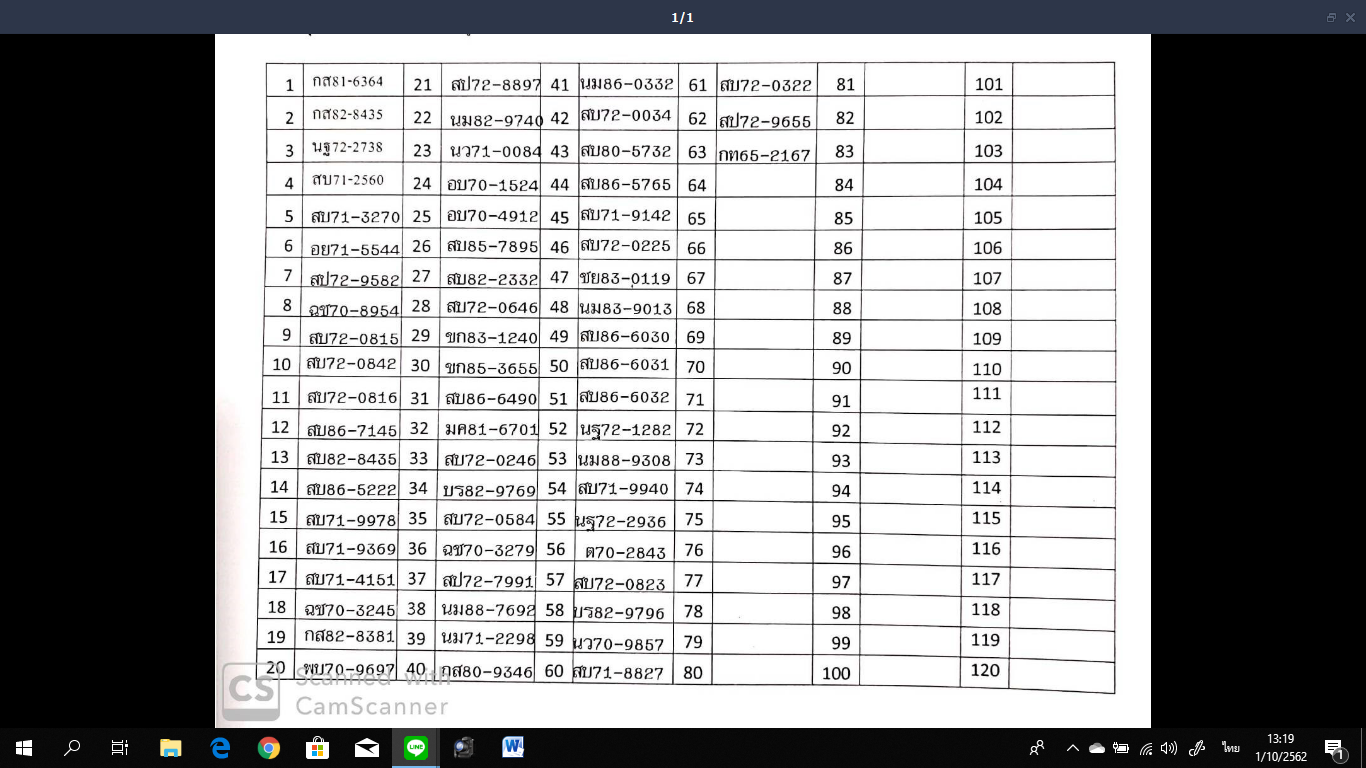 1/1
1 กส81-6364 21 สป72-8897 41 นม86-0332 61 สบ72-0322 81 101
2 กส82-8435 22 นม82-9740 42 สบ72-0034 62 สป72-9655 82 102
3 นฐ72-2738 23 นว71-0084 43 สบ80-5732 63 กท65-2167 83 103
4 สบ71-2560 24 อบ70-1524 44 สบ86-5765 64 84 104
5 สบ71-3270 25 อบ70-4912 45 สบ71-9142 65 85 105
6 อย71-5544 26 สบ85-7895 46 สบ72-0225 66 86 106
7 สป72-9582 27 สบ82-2332 47 ชย83-0119 67 87 107
8 ฉช70-8954 28 สบ72-0646 48 นม83-9013 68 88 108
9 สบ72-0815 29 ขก83-1240 49 สบ86-6030 69 89 109
10 สบ72-0842 30 ขก85-3655 50 สบ86-6031 70 90 110
11 สบ72-0816 31 สบ86-6490 51 สบ86-6032 71 91 111
12 สบ86-7145 32 มค81-6701 52 นฐ72-1282 72 92 112
13 สบ82-8435 33 สบ72-0246 53 นม88-9308 73 93 113
14 สบ86-5222 34 บร82-9769 54 สบ71-9940 74 94 114
15 สบ71-9978 35 สบ72-0584 55 นฐ72-2936 75 95 115
16 สบ71-9369 36 ฉช70-3279 56 ต70-2843 76 96 116
17 สบ71-4151 37 สป72-7991 57 สบ72-0823 77 97 117
18 ฉช70-3245 38 นม88-7692 58 บร82-9796 78 98 118
19 กส82-8381 39 นม71-2298 59 นว70-9857 79 99 119
20 พบ70-9697 40 กส80-9346 60 สบ71-8827 80 100 120
CS Scanned with
CamScanner
ไทย
13:19
1/10/2562
LINE
1